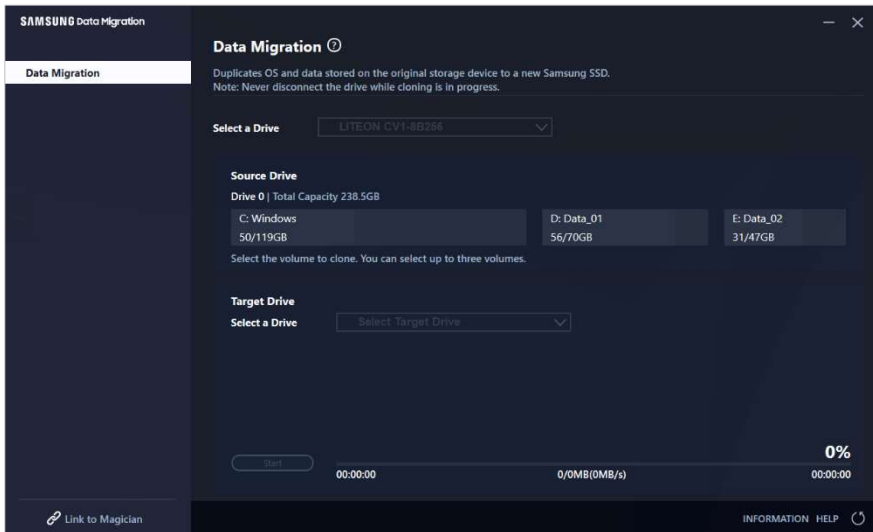 SAMSUNG Data Migration
Data Migration
Data Migration ?
Duplicates OS and data stored on the original storage device to a new Samsung SSD.
Note: Never disconnect the drive while cloning is in progress.
Select a Drive LITEON CV1-8B256
Source Drive
Drive 0 | Total Capacity 238.5GB
C: Windows D: Data_01 E: Data_02
50/119GB 56/70GB 31/47GB
Select the volume to clone. You can select up to three volumes.
Target Drive
Select a Drive Select Target Drive
0%
Start
00:00:00 0/0MB(0MB/s) 00:00:00
Link to Magician INFORMATION HELP